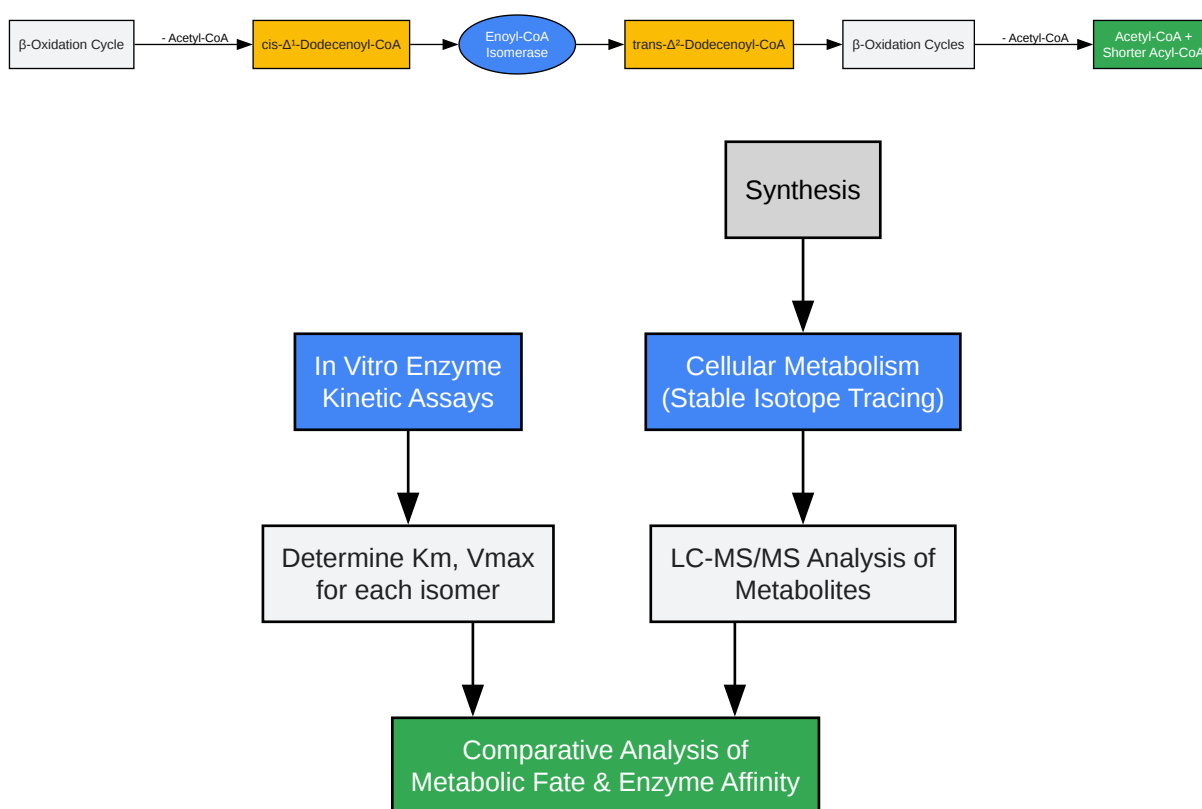 β-Oxidation Cycle
- Acetyl-CoA
cis-Δ³-Dodecenoyl-CoA
Enoyl-CoA
Isomerase
trans-Δ²-Dodecenoyl-CoA
β-Oxidation Cycles
- Acetyl-CoA
Acetyl-CoA +
Shorter Acyl-CoA
Synthesis
In Vitro Enzyme
Kinetic Assays
Cellular Metabolism
(Stable Isotope Tracing)
Determine Km, Vmax
for each isomer
LC-MS/MS Analysis of
Metabolites
Comparative Analysis of
Metabolic Fate & Enzyme Affinity